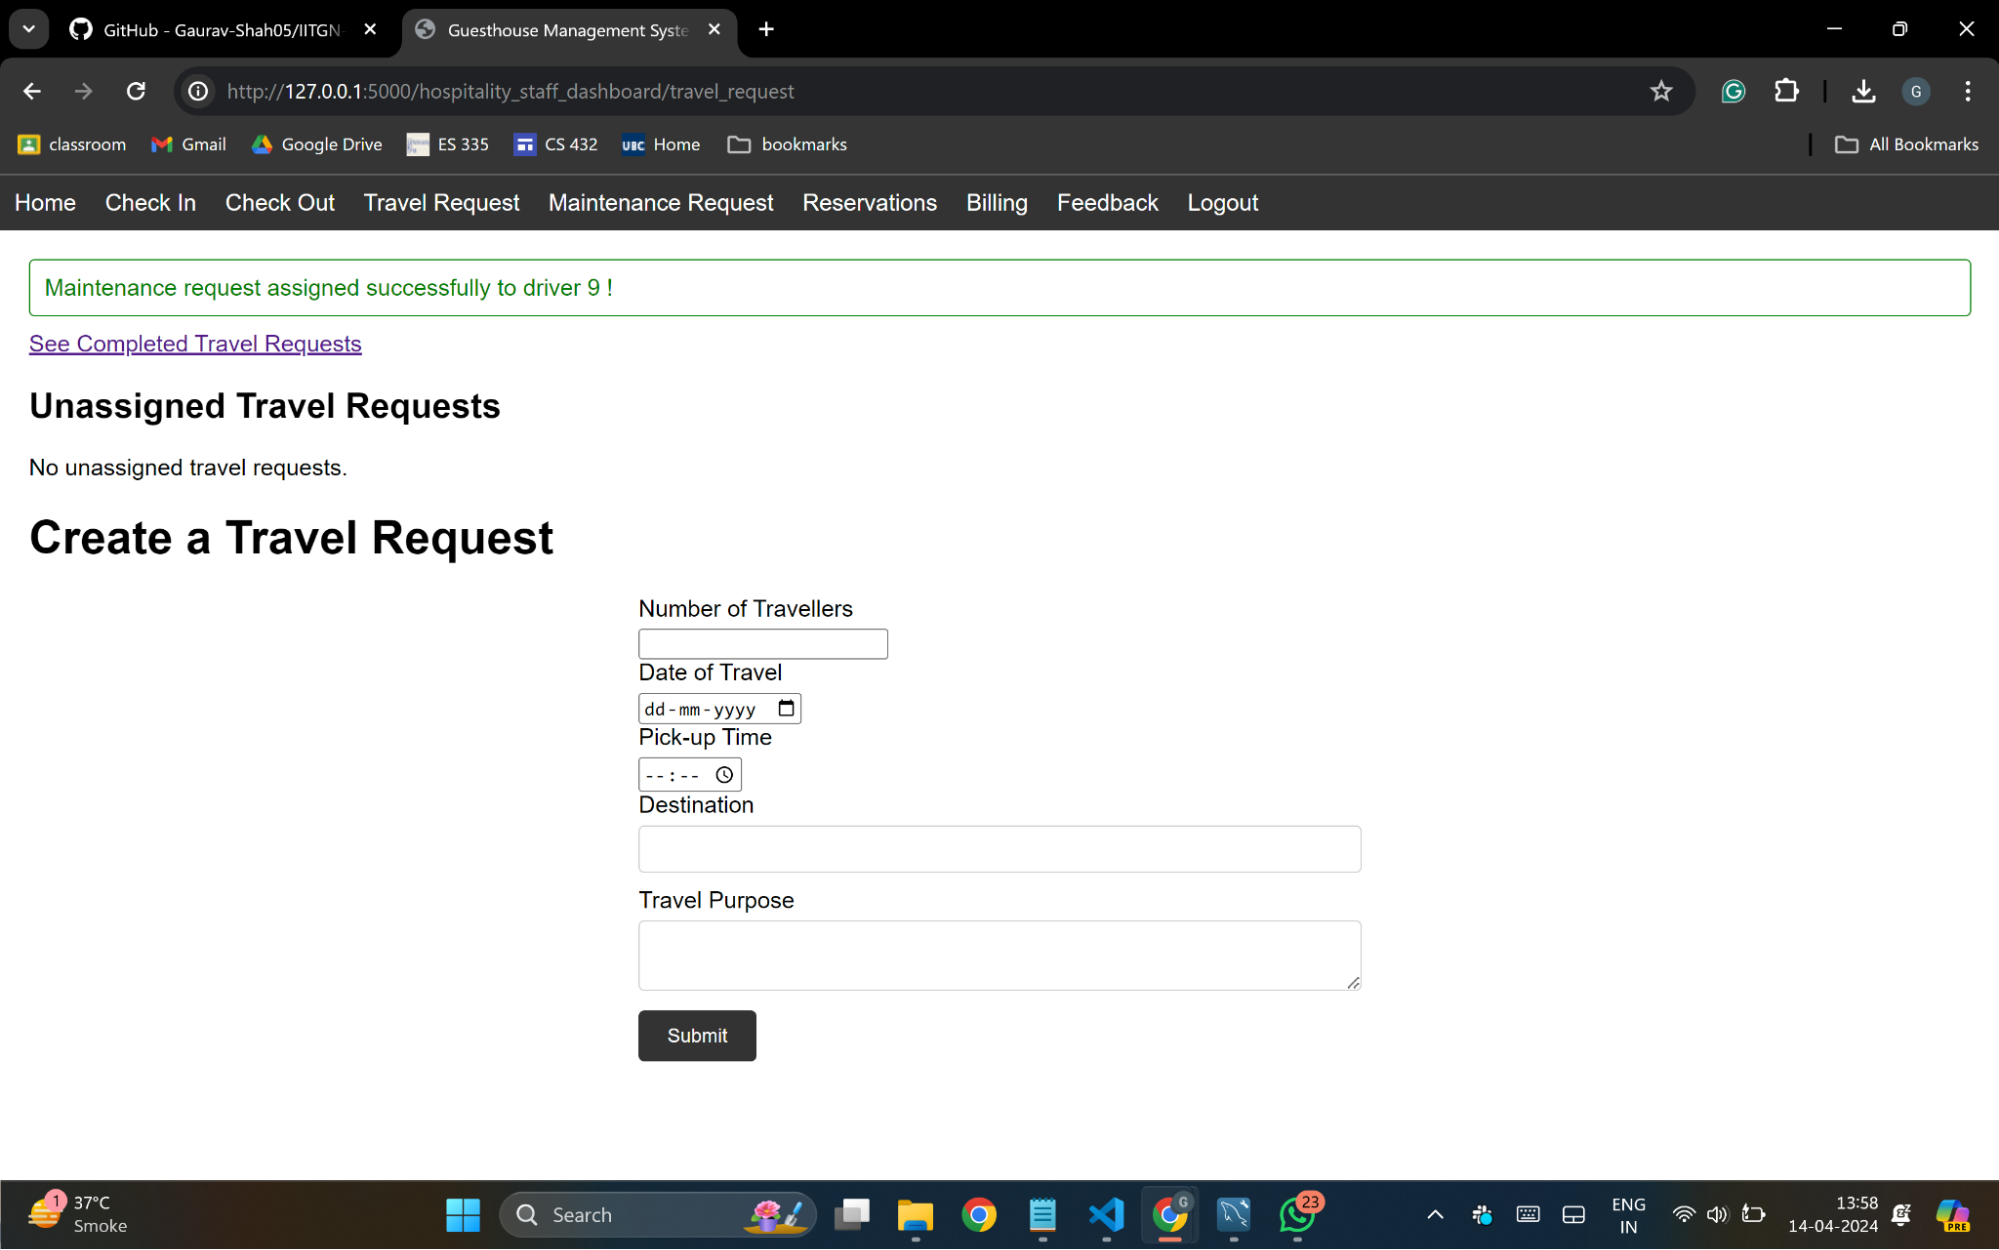 GitHub - Gaurav-Shah05/IITGN-
Guesthouse Management Syste
http://127.0.0.1:5000/hospitality_staff_dashboard/travel_request
G
classroom Gmail Google Drive ES 335 CS 432 UBC Home bookmarks All Bookmarks
Home Check In Check Out Travel Request Maintenance Request Reservations Billing Feedback Logout
Maintenance request assigned successfully to driver 9 !
See Completed Travel Requests
Unassigned Travel Requests
No unassigned travel requests.
Create a Travel Request
Number of Travellers
Date of Travel
dd-mm-yyyy
Pick-up Time
--:--
Destination
Travel Purpose
Submit
1
37°C
Smoke
Search
G
23
ENG
IN
13:58
14-04-2024
PRE